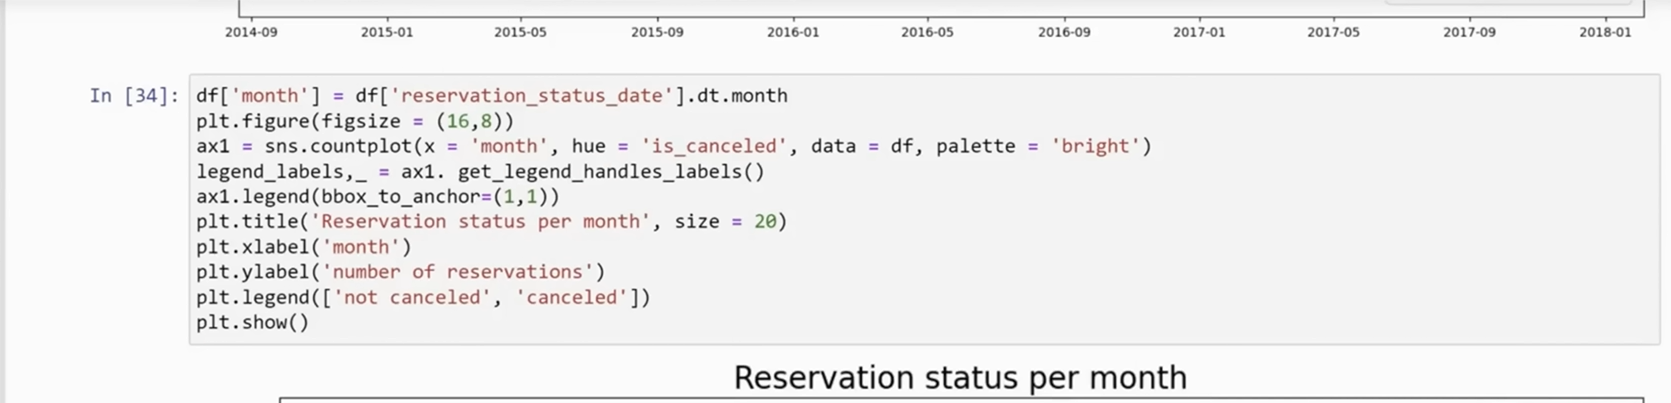 2014-09 2015-01 2015-05 2015-09 2016-01 2016-05 2016-09 2017-01 2017-05 2017-09 2018-01
In [34]: df['month'] = df['reservation_status_date'].dt.month
plt.figure(figsize = (16,8))
ax1 = sns.countplot(x = 'month', hue = 'is_canceled', data = df, palette = 'bright')
legend_labels,_ = ax1. get_legend_handles_labels()
ax1.legend(bbox_to_anchor=(1,1))
plt.title('Reservation status per month', size = 20)
plt.xlabel('month')
plt.ylabel('number of reservations')
plt.legend(['not canceled', 'canceled'])
plt.show()
Reservation status per month